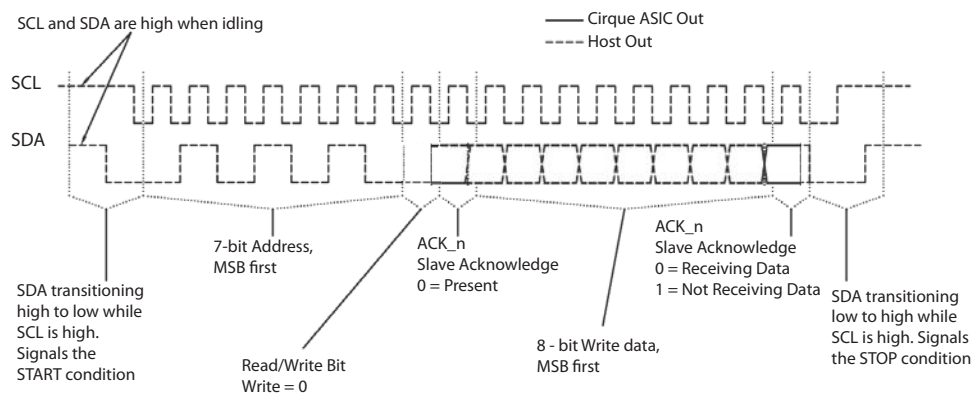 SCL and SDA are high when idling
Cirque ASIC Out
Host Out
SCL
SDA
7-bit Address,
MSB first
ACK_n
Slave Acknowledge
0 = Present
ACK_n
Slave Acknowledge
0 = Receiving Data
1 = Not Receiving Data
SDA transitioning
high to low while
SCL is high.
Signals the
START condition
Read/Write Bit
Write = 0
8 - bit Write data,
MSB first
SDA transitioning
low to high while
SCL is high. Signals
the STOP condition